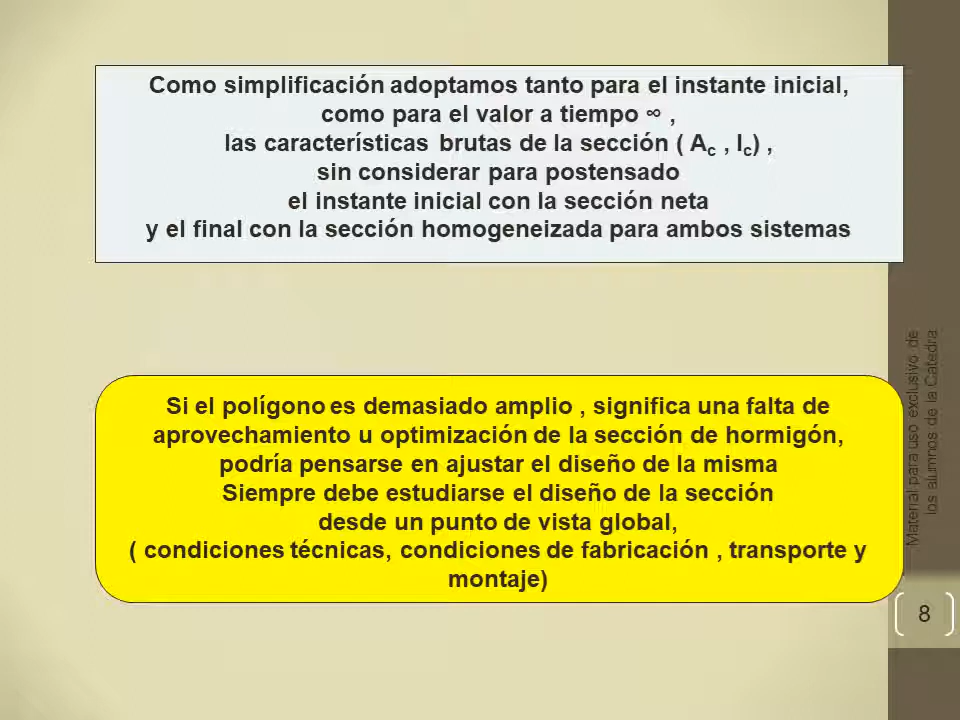 Como simplificación adoptamos tanto para el instante inicial,
como para el valor a tiempo ∞ ,
las características brutas de la sección ( Ac , Ic) ,
sin considerar para postensado
el instante inicial con la sección neta
y el final con la sección homogeneizada para ambos sistemas
Si el polígono es demasiado amplio , significa una falta de
aprovechamiento u optimización de la sección de hormigón,
podría pensarse en ajustar el diseño de la misma
Siempre debe estudiarse el diseño de la sección
desde un punto de vista global,
( condiciones técnicas, condiciones de fabricación , transporte y
montaje)
Material para uso exclusivo de
los alumnos de la Catedra
8